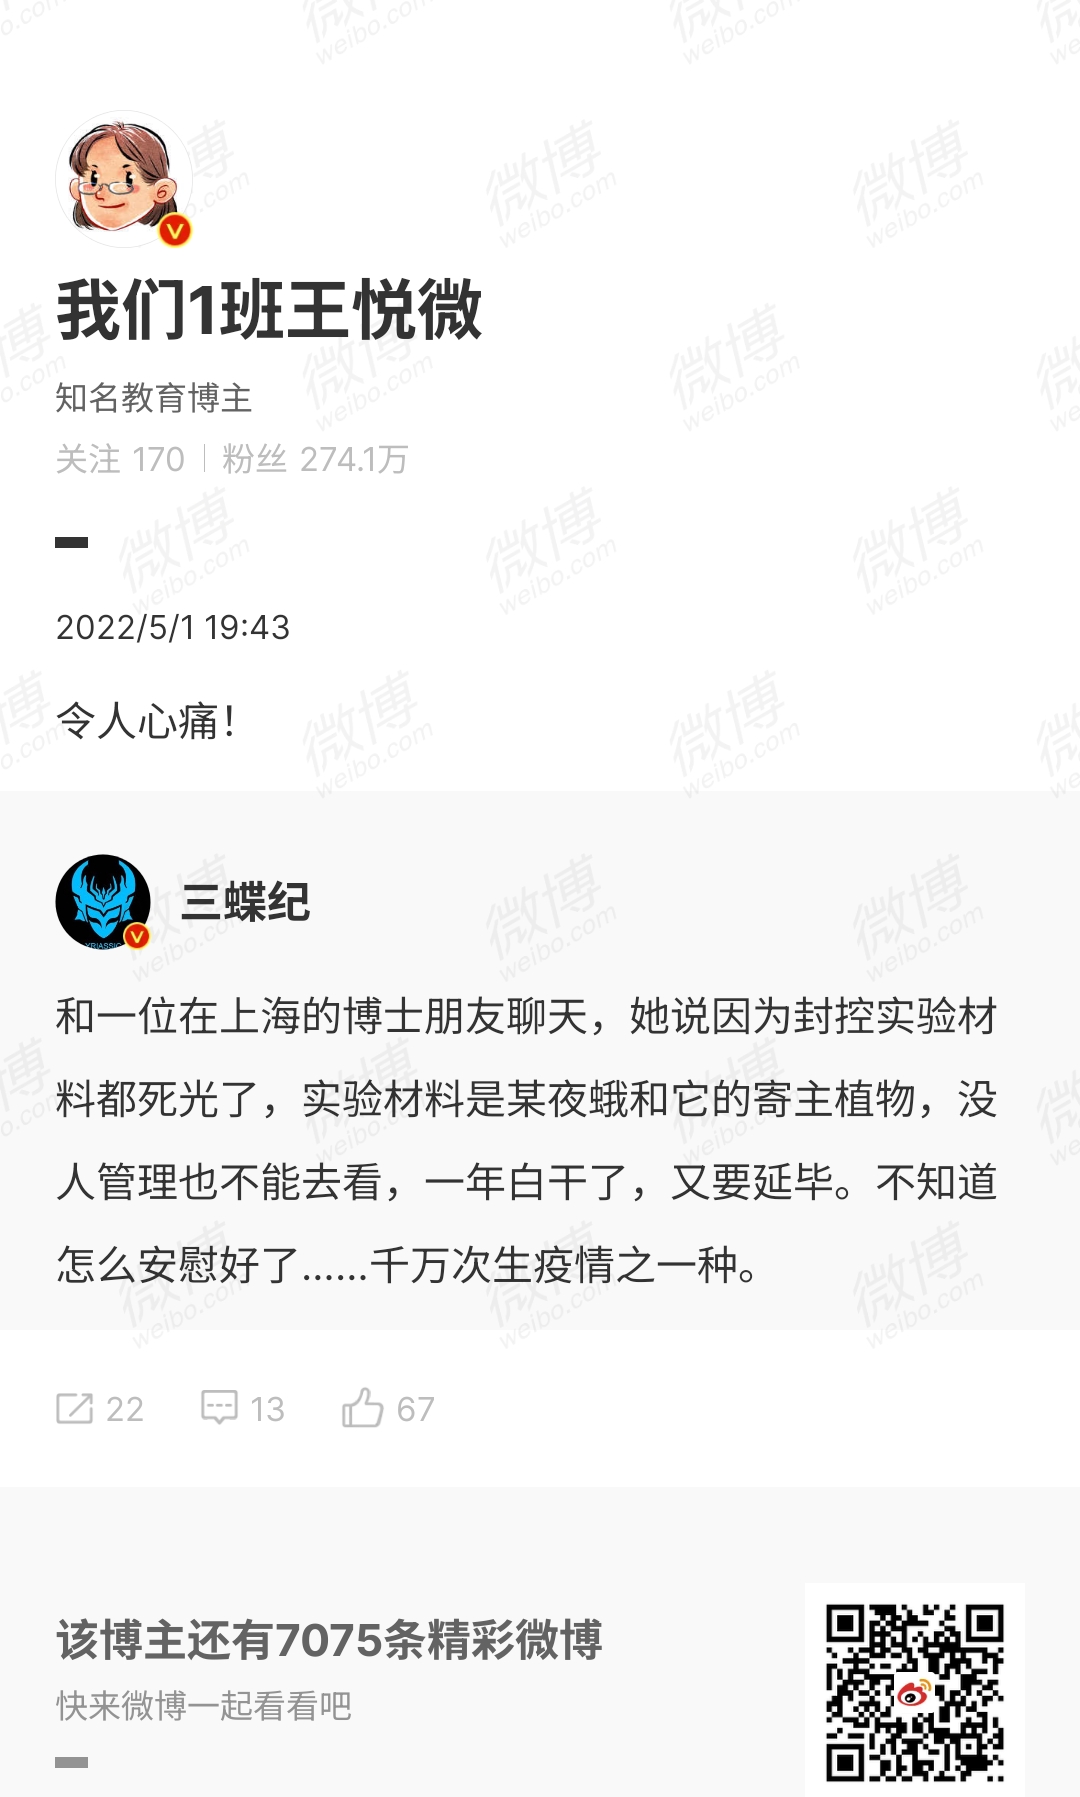 我们1班王悦微
知名教育博主
关注 170 | 粉丝 274.1万
2022/5/1 19:43
令人心痛！
三蝶纪
YRIASSIC
和一位在上海的博士朋友聊天，她说因为封控实验材
料都死光了，实验材料是某夜蛾和它的寄主植物，没
人管理也不能去看，一年白干了，又要延毕。不知道
怎么安慰好了……千万次生疫情之一种。
22 13 67
该博主还有7075条精彩微博
快来微博一起看看吧
微博
weibo.com